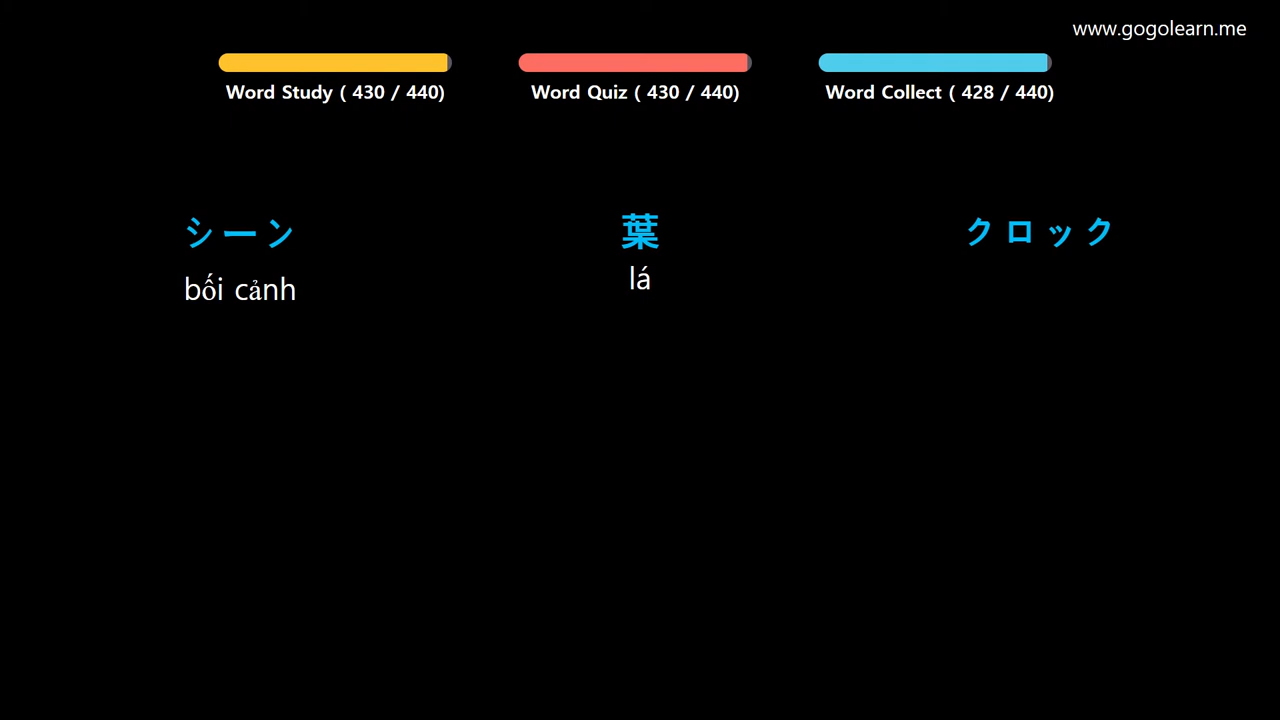 www.gogolearn.me
Word Study ( 430 / 440)
Word Quiz ( 430 / 440)
Word Collect ( 428 / 440)
シーン
bối cảnh
葉
lá
クロック